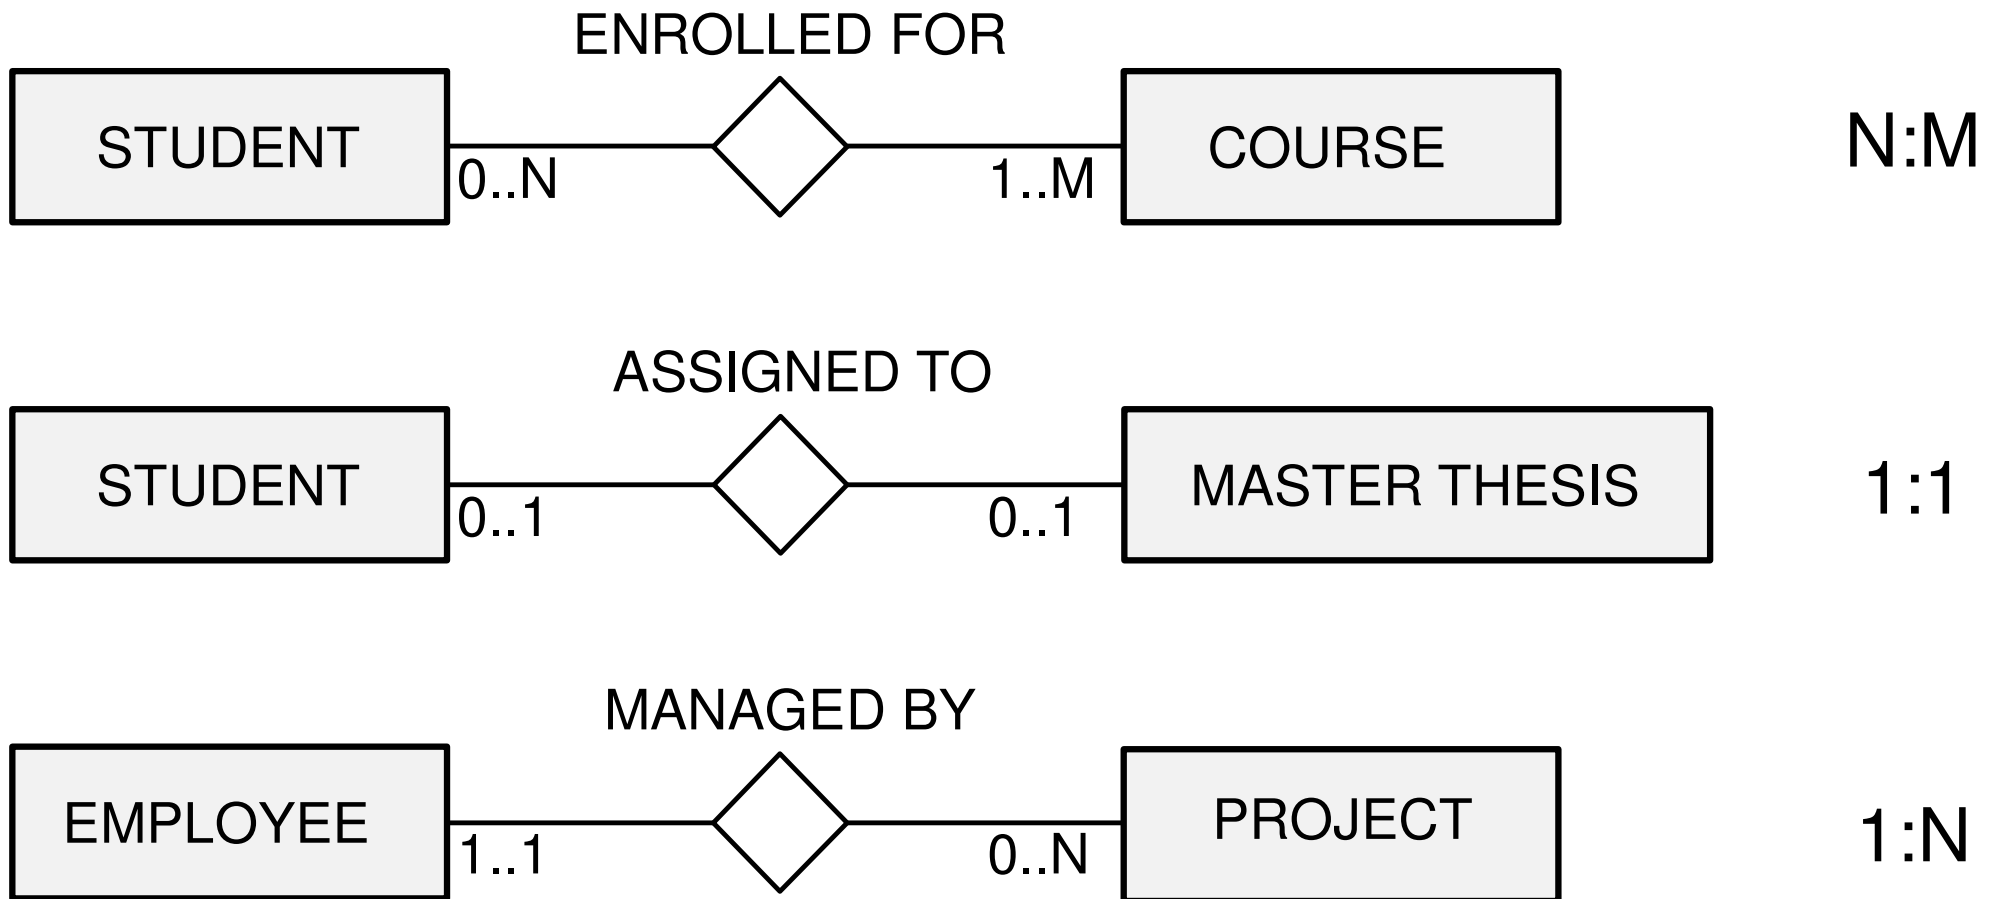 ENROLLED FOR
STUDENT
0..N
1..M
COURSE
N:M
ASSIGNED TO
STUDENT
0..1
0..1
MASTER THESIS
1:1
MANAGED BY
EMPLOYEE
1..1
0..N
PROJECT
1:N